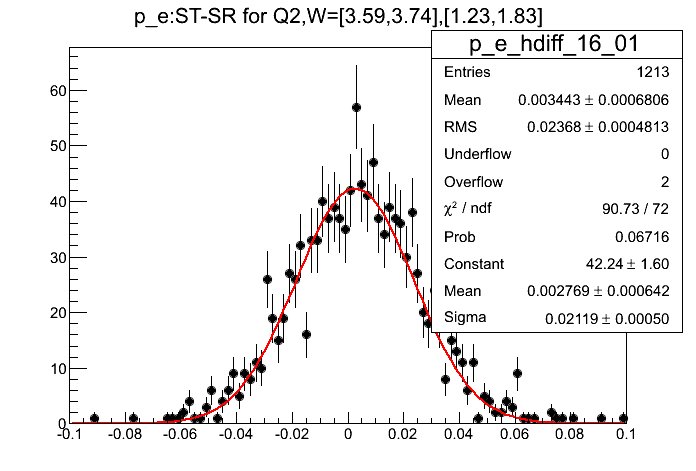 p_e:ST-SR for Q2,W=[3.59,3.74],[1.23,1.83]
p_e_hdiff_16_01
Entries 1213
Mean 0.003443 ± 0.0006806
RMS 0.02368 ± 0.0004813
Underflow 0
Overflow 2
χ² / ndf 90.73 / 72
Prob 0.06716
Constant 42.24 ± 1.60
Mean 0.002769 ± 0.000642
Sigma 0.02119 ± 0.00050
60
50
40
30
20
10
0
-0.1 -0.08 -0.06 -0.04 -0.02 0 0.02 0.04 0.06 0.08 0.1